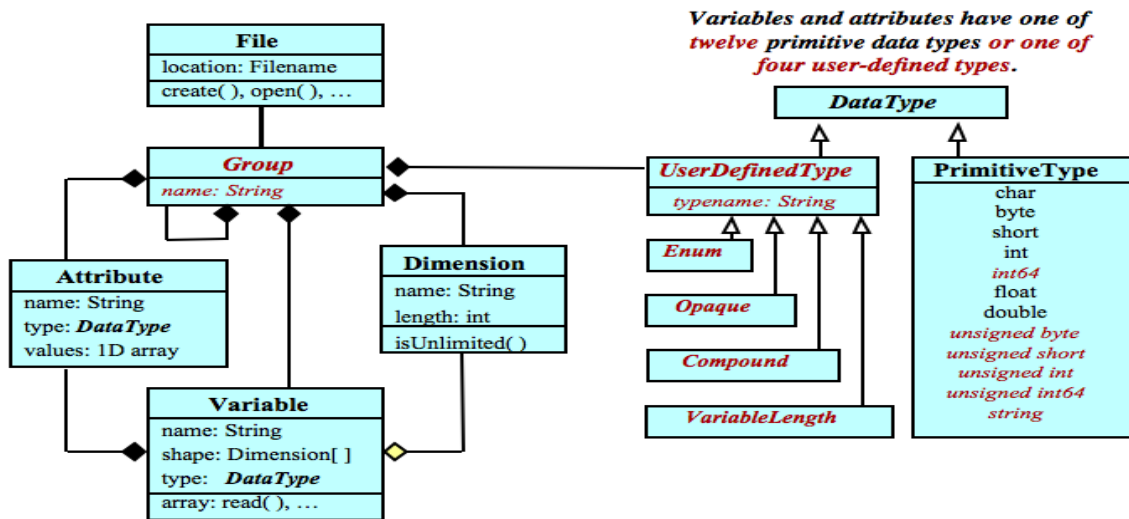 Variables and attributes have one of
twelve primitive data types or one of
four user-defined types.
File
location: Filename
create( ), open( ), …
Group
name: String
Attribute
name: String
type: DataType
values: 1D array
Dimension
name: String
length: int
isUnlimited( )
Variable
name: String
shape: Dimension[ ]
type: DataType
array: read( ), …
DataType
UserDefinedType
typename: String
Enum
Opaque
Compound
VariableLength
PrimitiveType
char
byte
short
int
int64
float
double
unsigned byte
unsigned short
unsigned int
unsigned int64
string